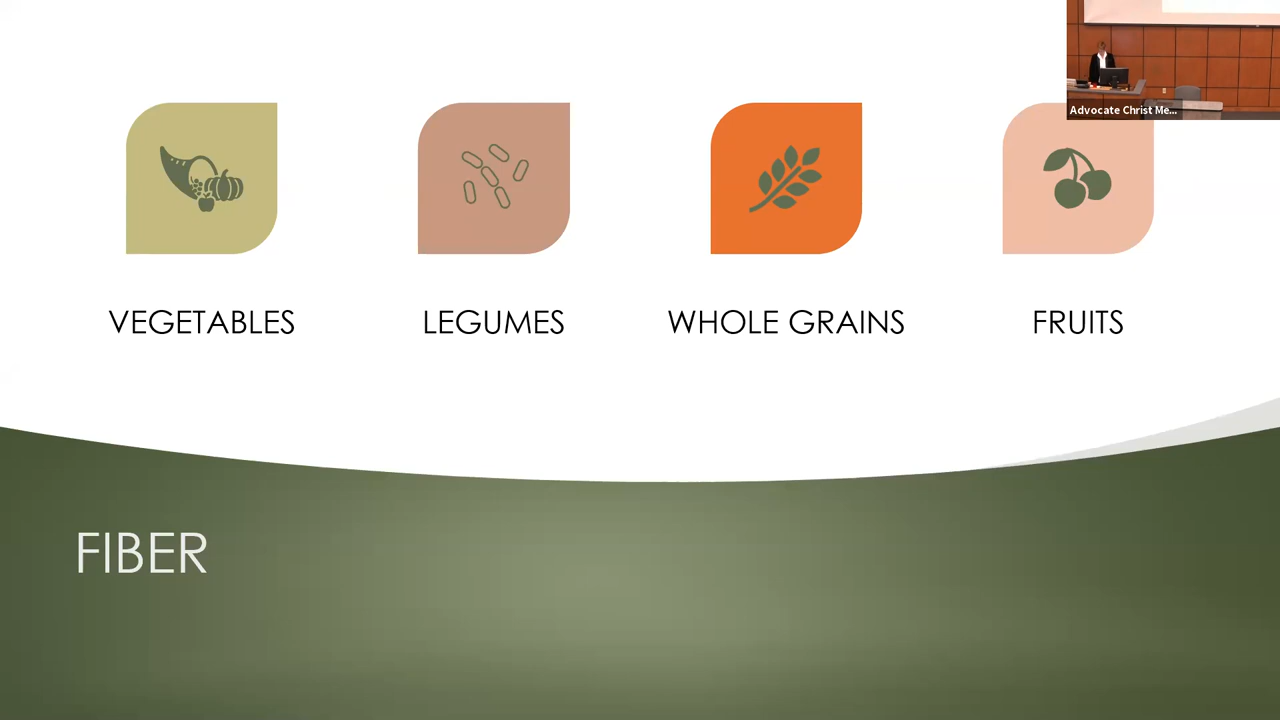 Advocate Christ Me...
VEGETABLES
LEGUMES
WHOLE GRAINS
FRUITS
FIBER